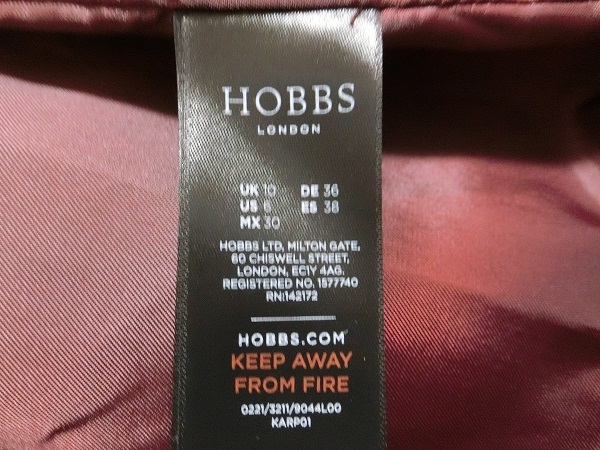 HOBBS
LONDON
UK 10 DE 36
US 6 ES 38
MX 30
HOBBS LTD, MILTON GATE,
60 CHISWELL STREET,
LONDON, EC1Y 4AG.
REGISTERED NO. 1577740
RN:142172
HOBBS.COM
KEEP AWAY
FROM FIRE
0221/3211/9044L00
KARP01